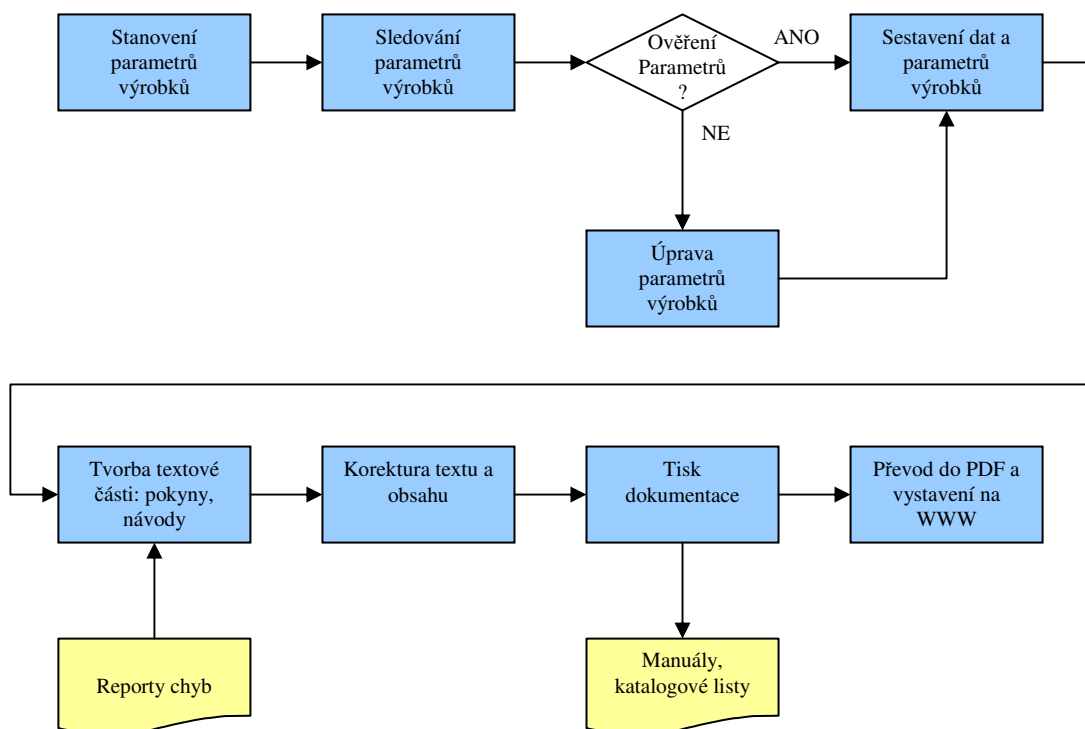 Stanovení
parametrů
výrobků
Sledování
parametrů
výrobků
Ověření
Parametrů
?
ANO
NE
Sestavení dat a
parametrů
výrobků
Úprava
parametrů
výrobků
Tvorba textové
části: pokyny,
návody
Korektura textu a
obsahu
Tisk
dokumentace
Převod do PDF a
vystavení na
WWW
Reporty chyb
Manuály,
katalogové listy